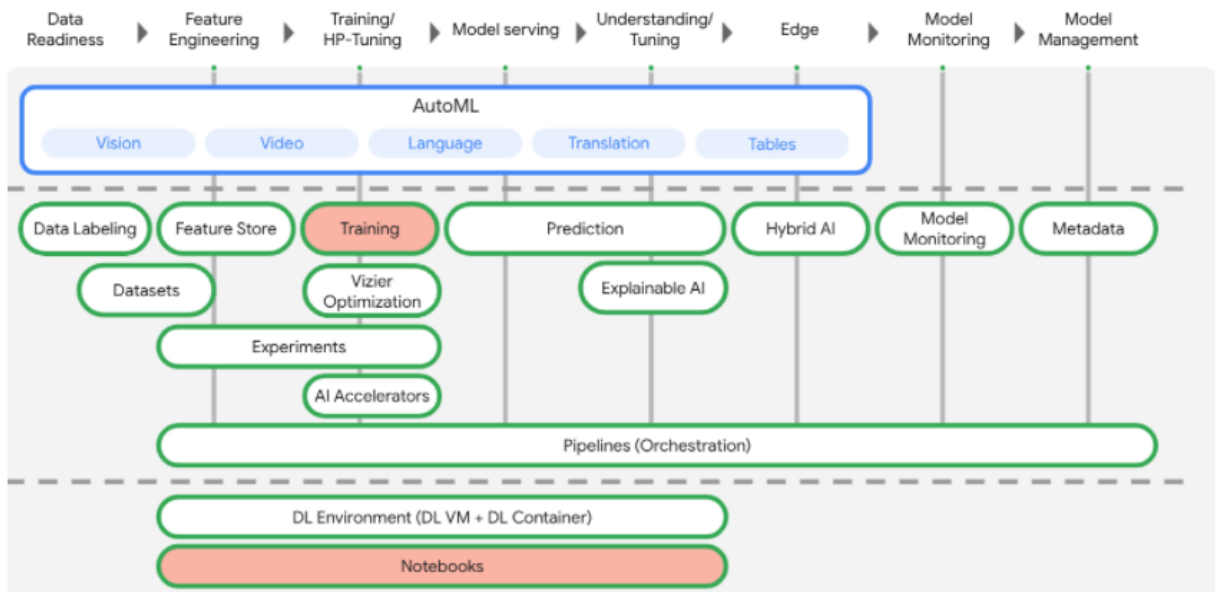 Data
Readiness
Feature
Engineering
Training/
HP-Tuning
Model serving
Understanding/
Tuning
Edge
Model
Monitoring
Model
Management
AutoML
Vision
Video
Language
Translation
Tables
Data Labeling
Feature Store
Training
Prediction
Hybrid AI
Model
Monitoring
Metadata
Datasets
Vizier
Optimization
Explainable AI
Experiments
AI Accelerators
Pipelines (Orchestration)
DL Environment (DL VM + DL Container)
Notebooks